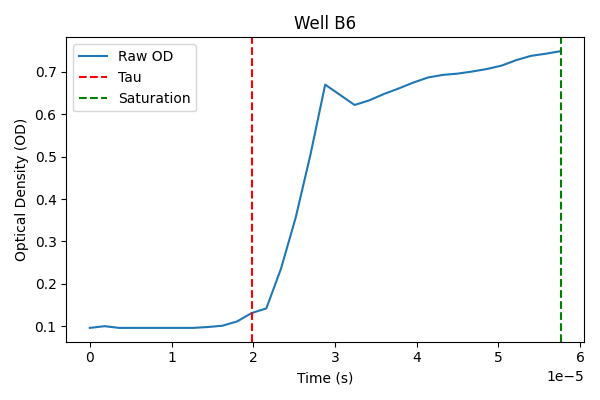 Well B6
Raw OD
Tau
Saturation
Optical Density (OD)
0.7
0.6
0.5
0.4
0.3
0.2
0.1
0 1 2 3 4 5 6
1e−5
Time (s)